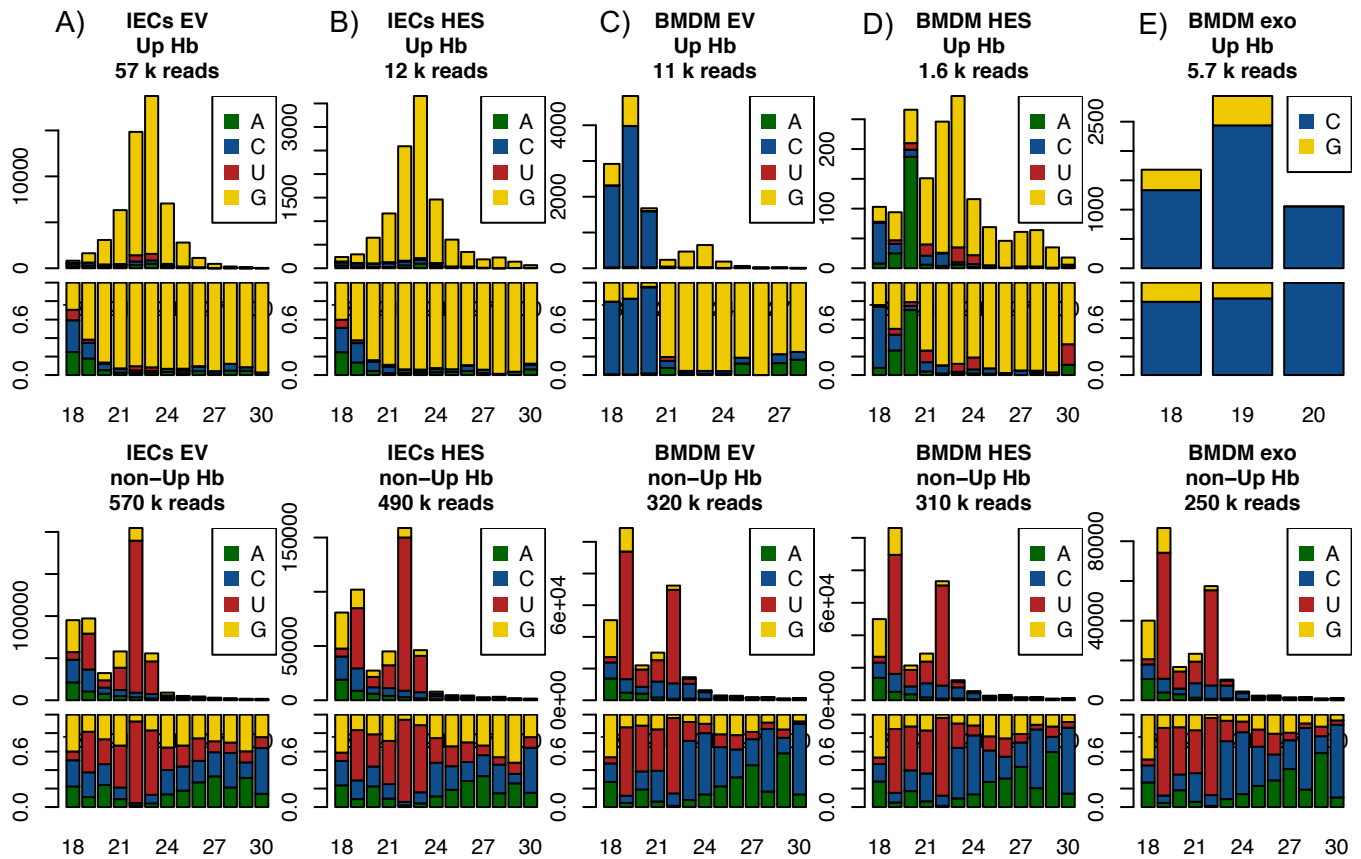 A) IECs EV
Up Hb
57 k reads
B) IECs HES
Up Hb
12 k reads
C) BMDM EV
Up Hb
11 k reads
D) BMDM HES
Up Hb
1.6 k reads
E) BMDM exo
Up Hb
5.7 k reads
0 10000
A
C
U
G
0 1500 3000
A
C
U
G
0 2000 4000
A
C
U
G
0 100 200
A
C
U
G
0 1000 2500
C
G
0.0 0.6
0.0 0.6
0.0 0.6
0.0 0.6
0.0 0.6
18 21 24 27 30
18 21 24 27 30
18 21 24 27
18 21 24 27 30
18 19 20
IECs EV
non−Up Hb
570 k reads
IECs HES
non−Up Hb
490 k reads
BMDM EV
non−Up Hb
320 k reads
BMDM HES
non−Up Hb
310 k reads
BMDM exo
non−Up Hb
250 k reads
0 100000
A
C
U
G
0 50000 150000
A
C
U
G
0e+00 6e+04
A
C
U
G
0e+00 6e+04
A
C
U
G
0 40000 80000
A
C
U
G
0.0 0.6
0.0 0.6
0.0 0.6
0.0 0.6
0.0 0.6
18 21 24 27 30
18 21 24 27 30
18 21 24 27 30
18 21 24 27 30
18 21 24 27 30